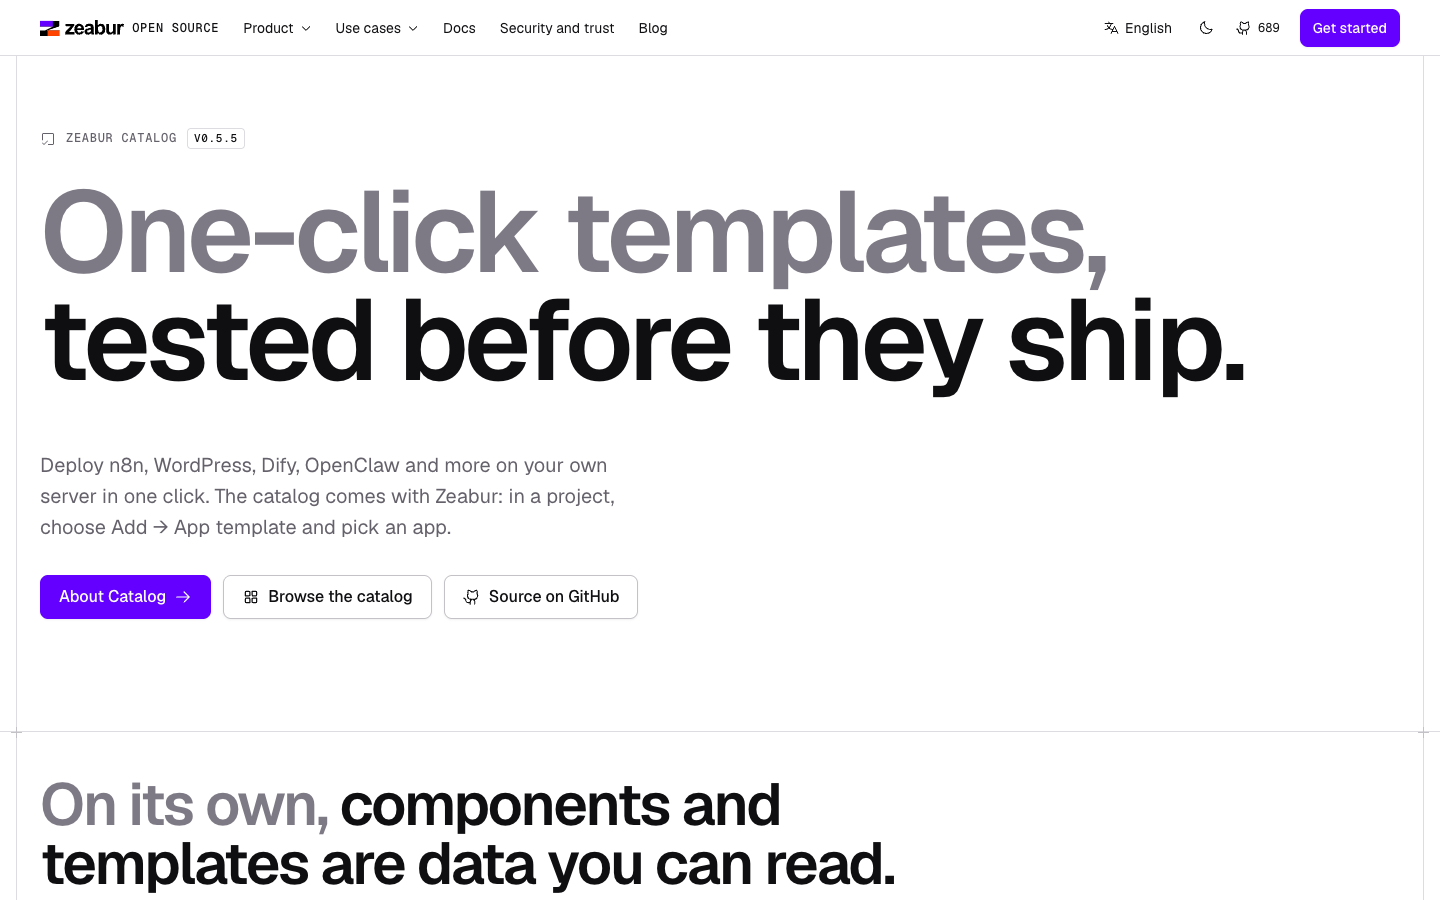 zeabur OPEN SOURCE Product Use cases Docs Security and trust Blog English 689 Get started
ZEABUR CATALOG V0.5.5
One-click templates,
tested before they ship.
Deploy n8n, WordPress, Dify, OpenClaw and more on your own
server in one click. The catalog comes with Zeabur: in a project,
choose Add → App template and pick an app.
About Catalog → Browse the catalog Source on GitHub
On its own, components and
templates are data you can read.